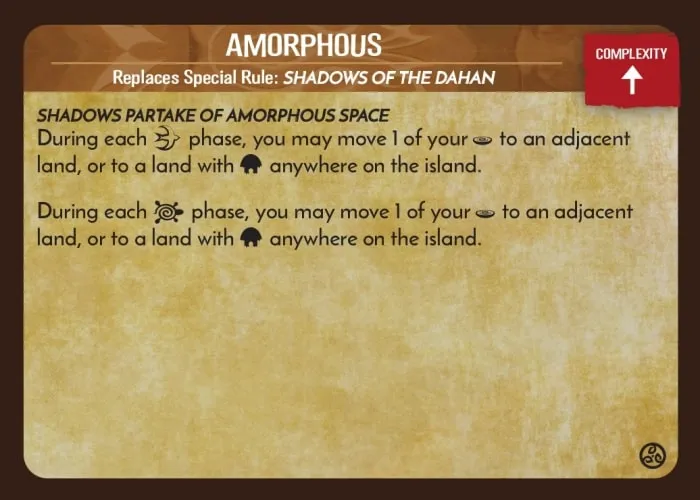 AMORPHOUS
Replaces Special Rule: SHADOWS OF THE DAHAN
COMPLEXITY
SHADOWS PARTAKE OF AMORPHOUS SPACE
During each phase, you may move 1 of your to an adjacent
land, or to a land with anywhere on the island.
During each phase, you may move 1 of your to an adjacent
land, or to a land with anywhere on the island.